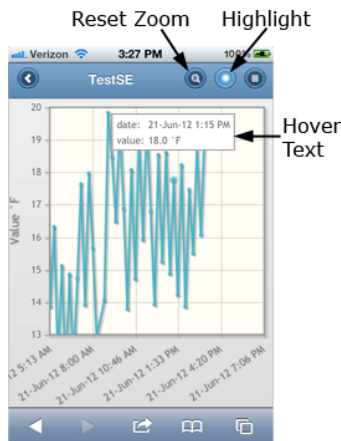 Reset Zoom
Highlight
Verizon
3:27 PM
100%
TestSE
date: 21-Jun-12 1:15 PM
value: 18.0 °F
Hover
Text
Value °F
20
19
18
17
16
15
14
13
12 5:13 AM
21-Jun-12 8:00 AM
21-Jun-12 10:46 AM
21-Jun-12 1:33 PM
21-Jun-12 4:20 PM
21-Jun-12 7:06 PM